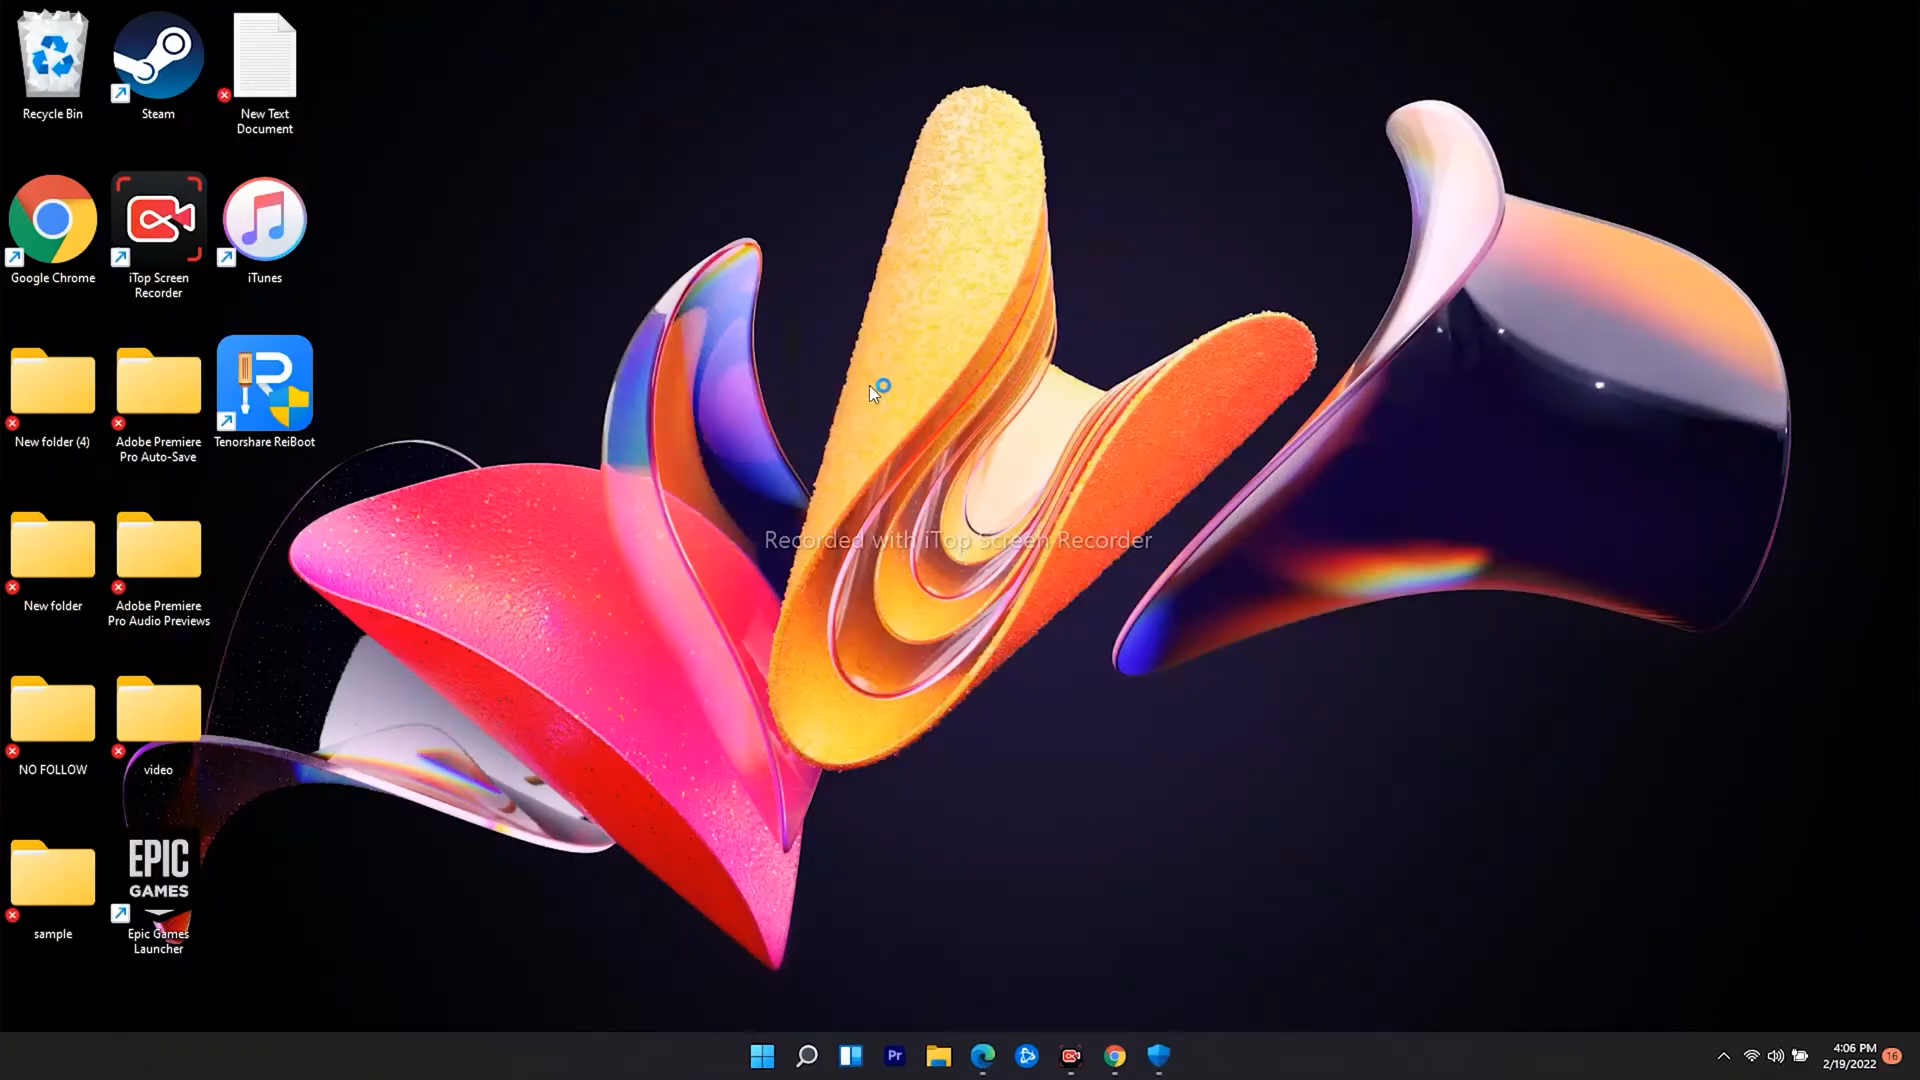 Recycle Bin
Steam
New Text
Document
Google Chrome
iTop Screen
Recorder
iTunes
New folder (4)
Adobe Premiere
Pro Auto-Save
Tenorshare ReiBoot
Recorded with iTop Screen Recorder
New folder
Adobe Premiere
Pro Audio Previews
NO FOLLOW
video
EPIC
GAMES
sample
Epic Games
Launcher
Pr
4:06 PM
2/19/2022
16